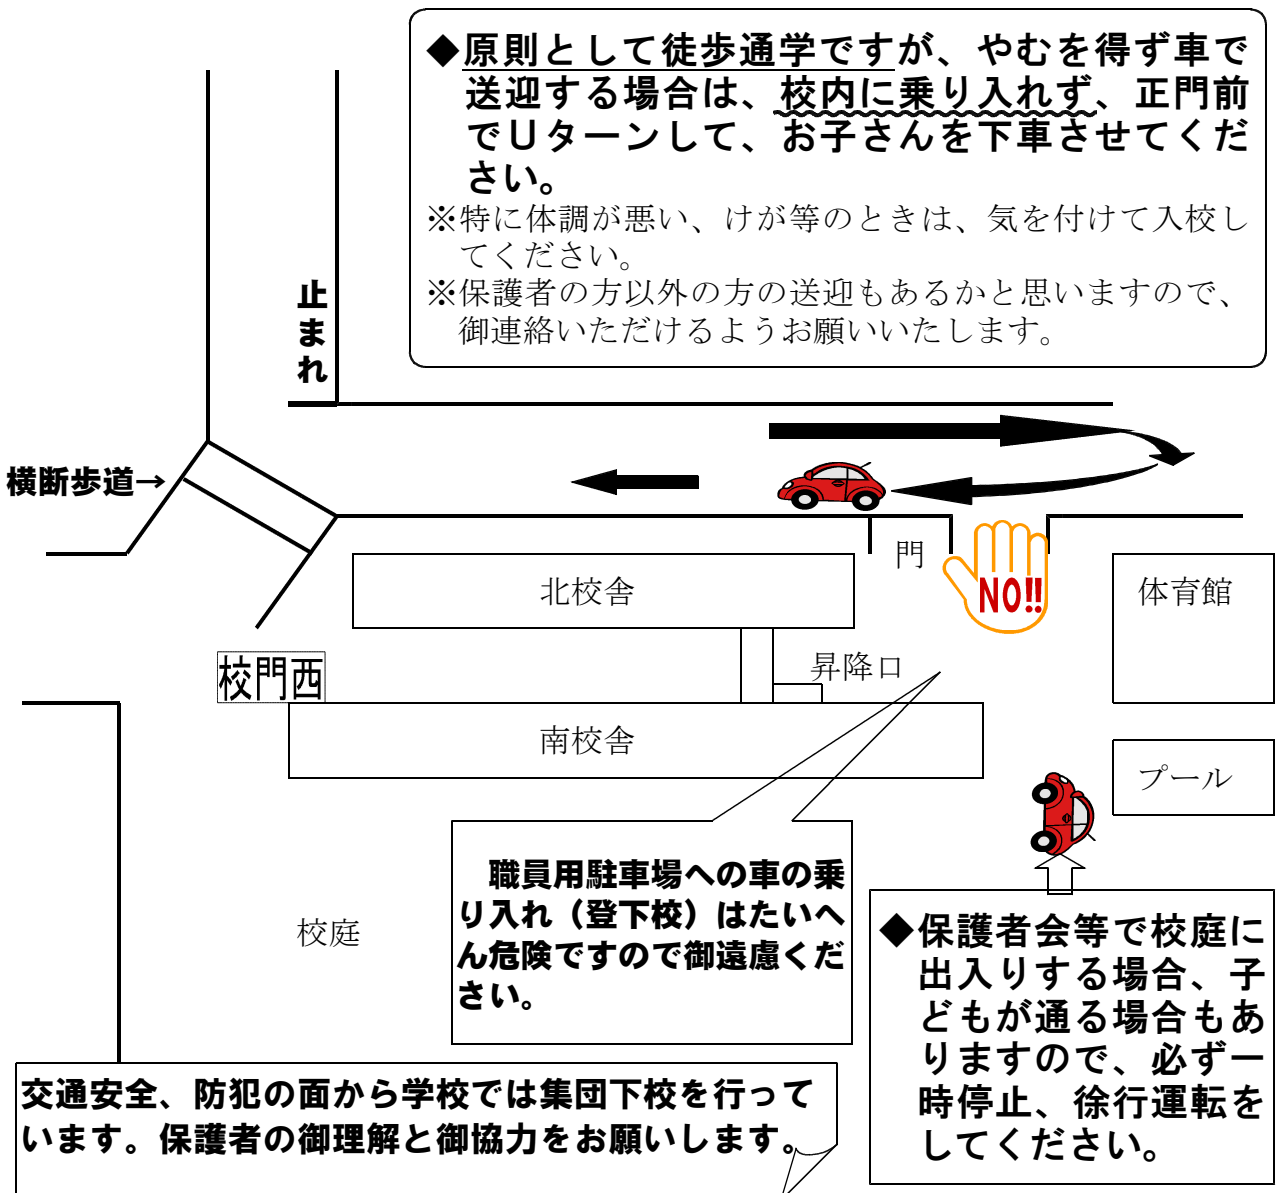 ◆原則として徒歩通学ですが、やむを得ず車で
送迎する場合は、校内に乗り入れず、正門前
でUターンして、お子さんを下車させてくだ
さい。
※特に体調が悪い、けが等のときは、気を付けて入校し
てください。
※保護者の方以外の方の送迎もあるかと思いますので、
御連絡いただけるようお願いいたします。
止まれ
横断歩道→
門
NO!!
北校舎
体育館
昇降口
校門西
南校舎
プール
職員用駐車場への車の乗
り入れ（登下校）はたいへ
ん危険ですので御遠慮くだ
さい。
校庭
◆保護者会等で校庭に
出入りする場合、子
どもが通る場合もあ
りますので、必ず一
時停止、徐行運転を
してください。
交通安全、防犯の面から学校では集団下校を行って
います。保護者の御理解と御協力をお願いします。